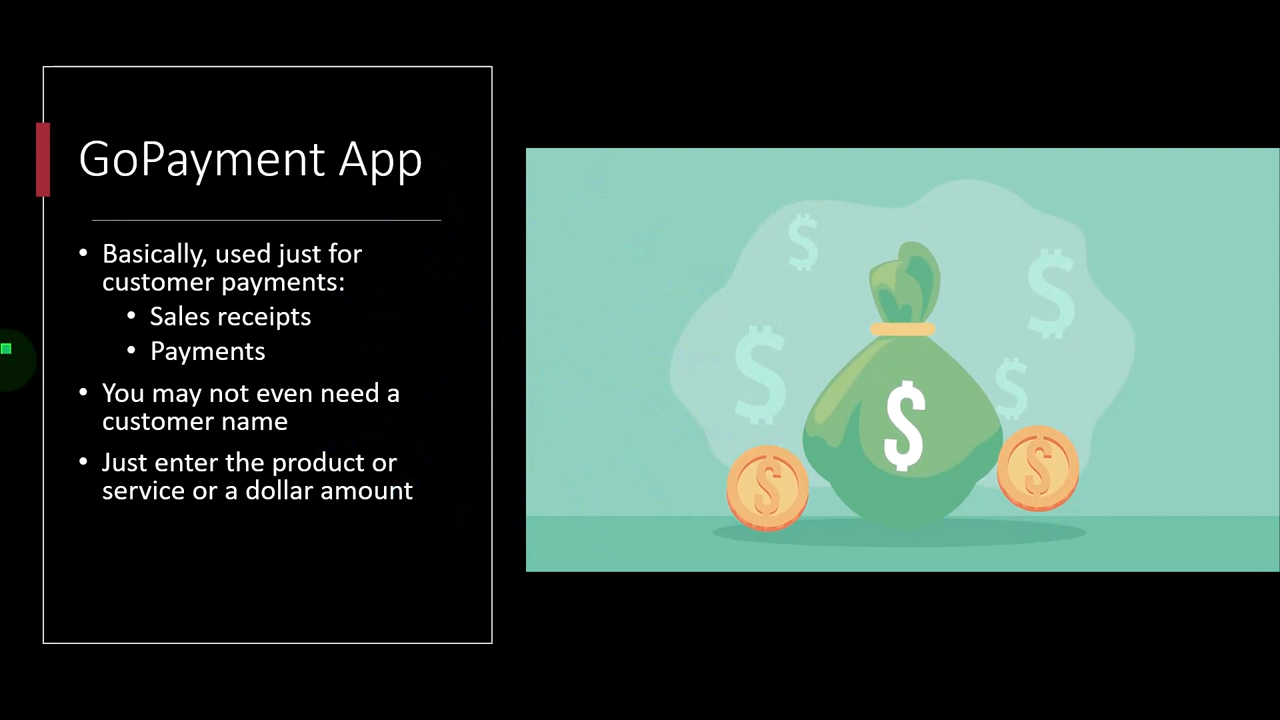 GoPayment App
• Basically, used just for
customer payments:
• Sales receipts
• Payments
• You may not even need a
customer name
• Just enter the product or
service or a dollar amount
$
$
$
$
$
$
$